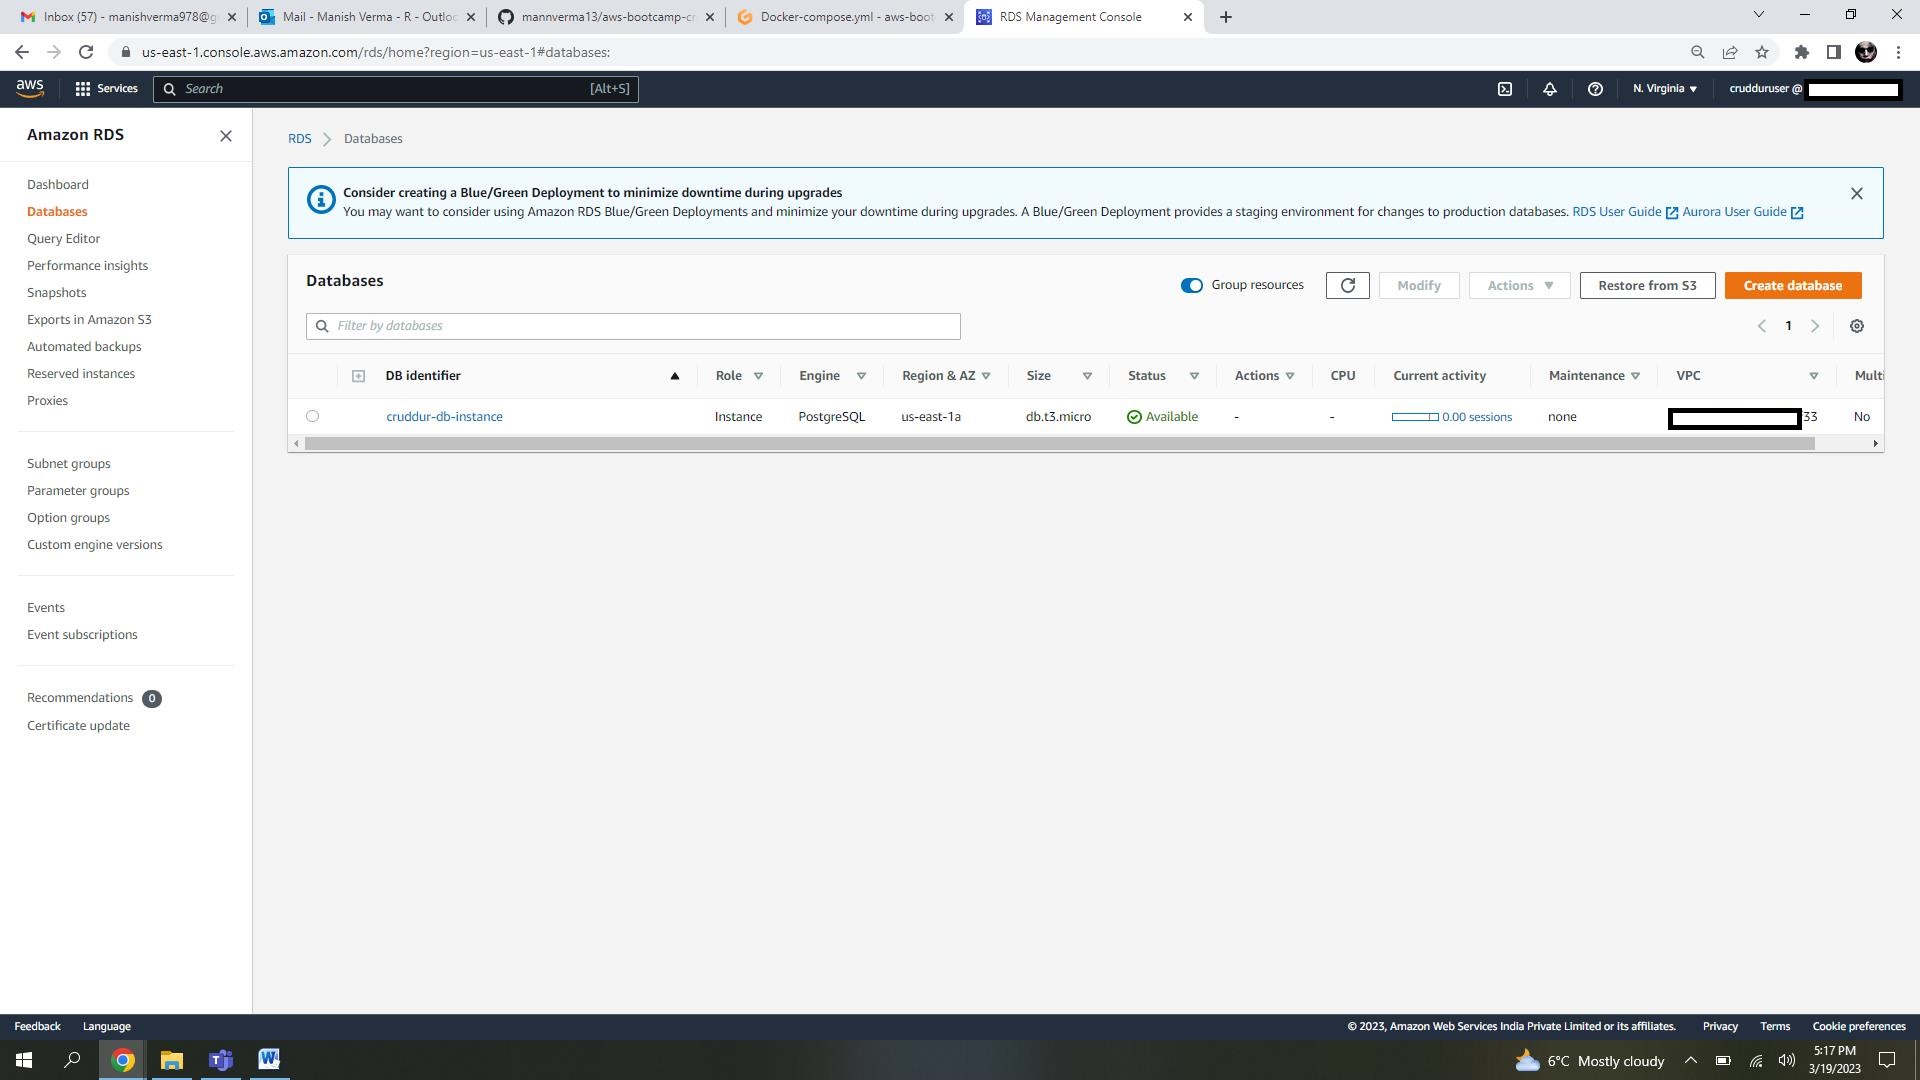 Inbox (57) - manishverma978@g
Mail - Manish Verma - R - Outloo
mannverma13/aws-bootcamp-cr
Docker-compose.yml - aws-boot
RDS Management Console
us-east-1.console.aws.amazon.com/rds/home?region=us-east-1#databases:
aws
Services
Search
[Alt+S]
N. Virginia
crudduruser @
Amazon RDS
Dashboard
Databases
Query Editor
Performance insights
Snapshots
Exports in Amazon S3
Automated backups
Reserved instances
Proxies
Subnet groups
Parameter groups
Option groups
Custom engine versions
Events
Event subscriptions
Recommendations 0
Certificate update
RDS > Databases
Consider creating a Blue/Green Deployment to minimize downtime during upgrades
You may want to consider using Amazon RDS Blue/Green Deployments and minimize your downtime during upgrades. A Blue/Green Deployment provides a staging environment for changes to production databases. RDS User Guide Aurora User Guide
Databases
Group resources
Modify
Actions
Restore from S3
Create database
Filter by databases
1
DB identifier Role Engine Region & AZ Size Status Actions CPU Current activity Maintenance VPC Multi
cruddur-db-instance Instance PostgreSQL us-east-1a db.t3.micro Available - - 0.00 sessions none 33 No
Feedback Language
© 2023, Amazon Web Services India Private Limited or its affiliates. Privacy Terms Cookie preferences
6°C Mostly cloudy
5:17 PM
3/19/2023